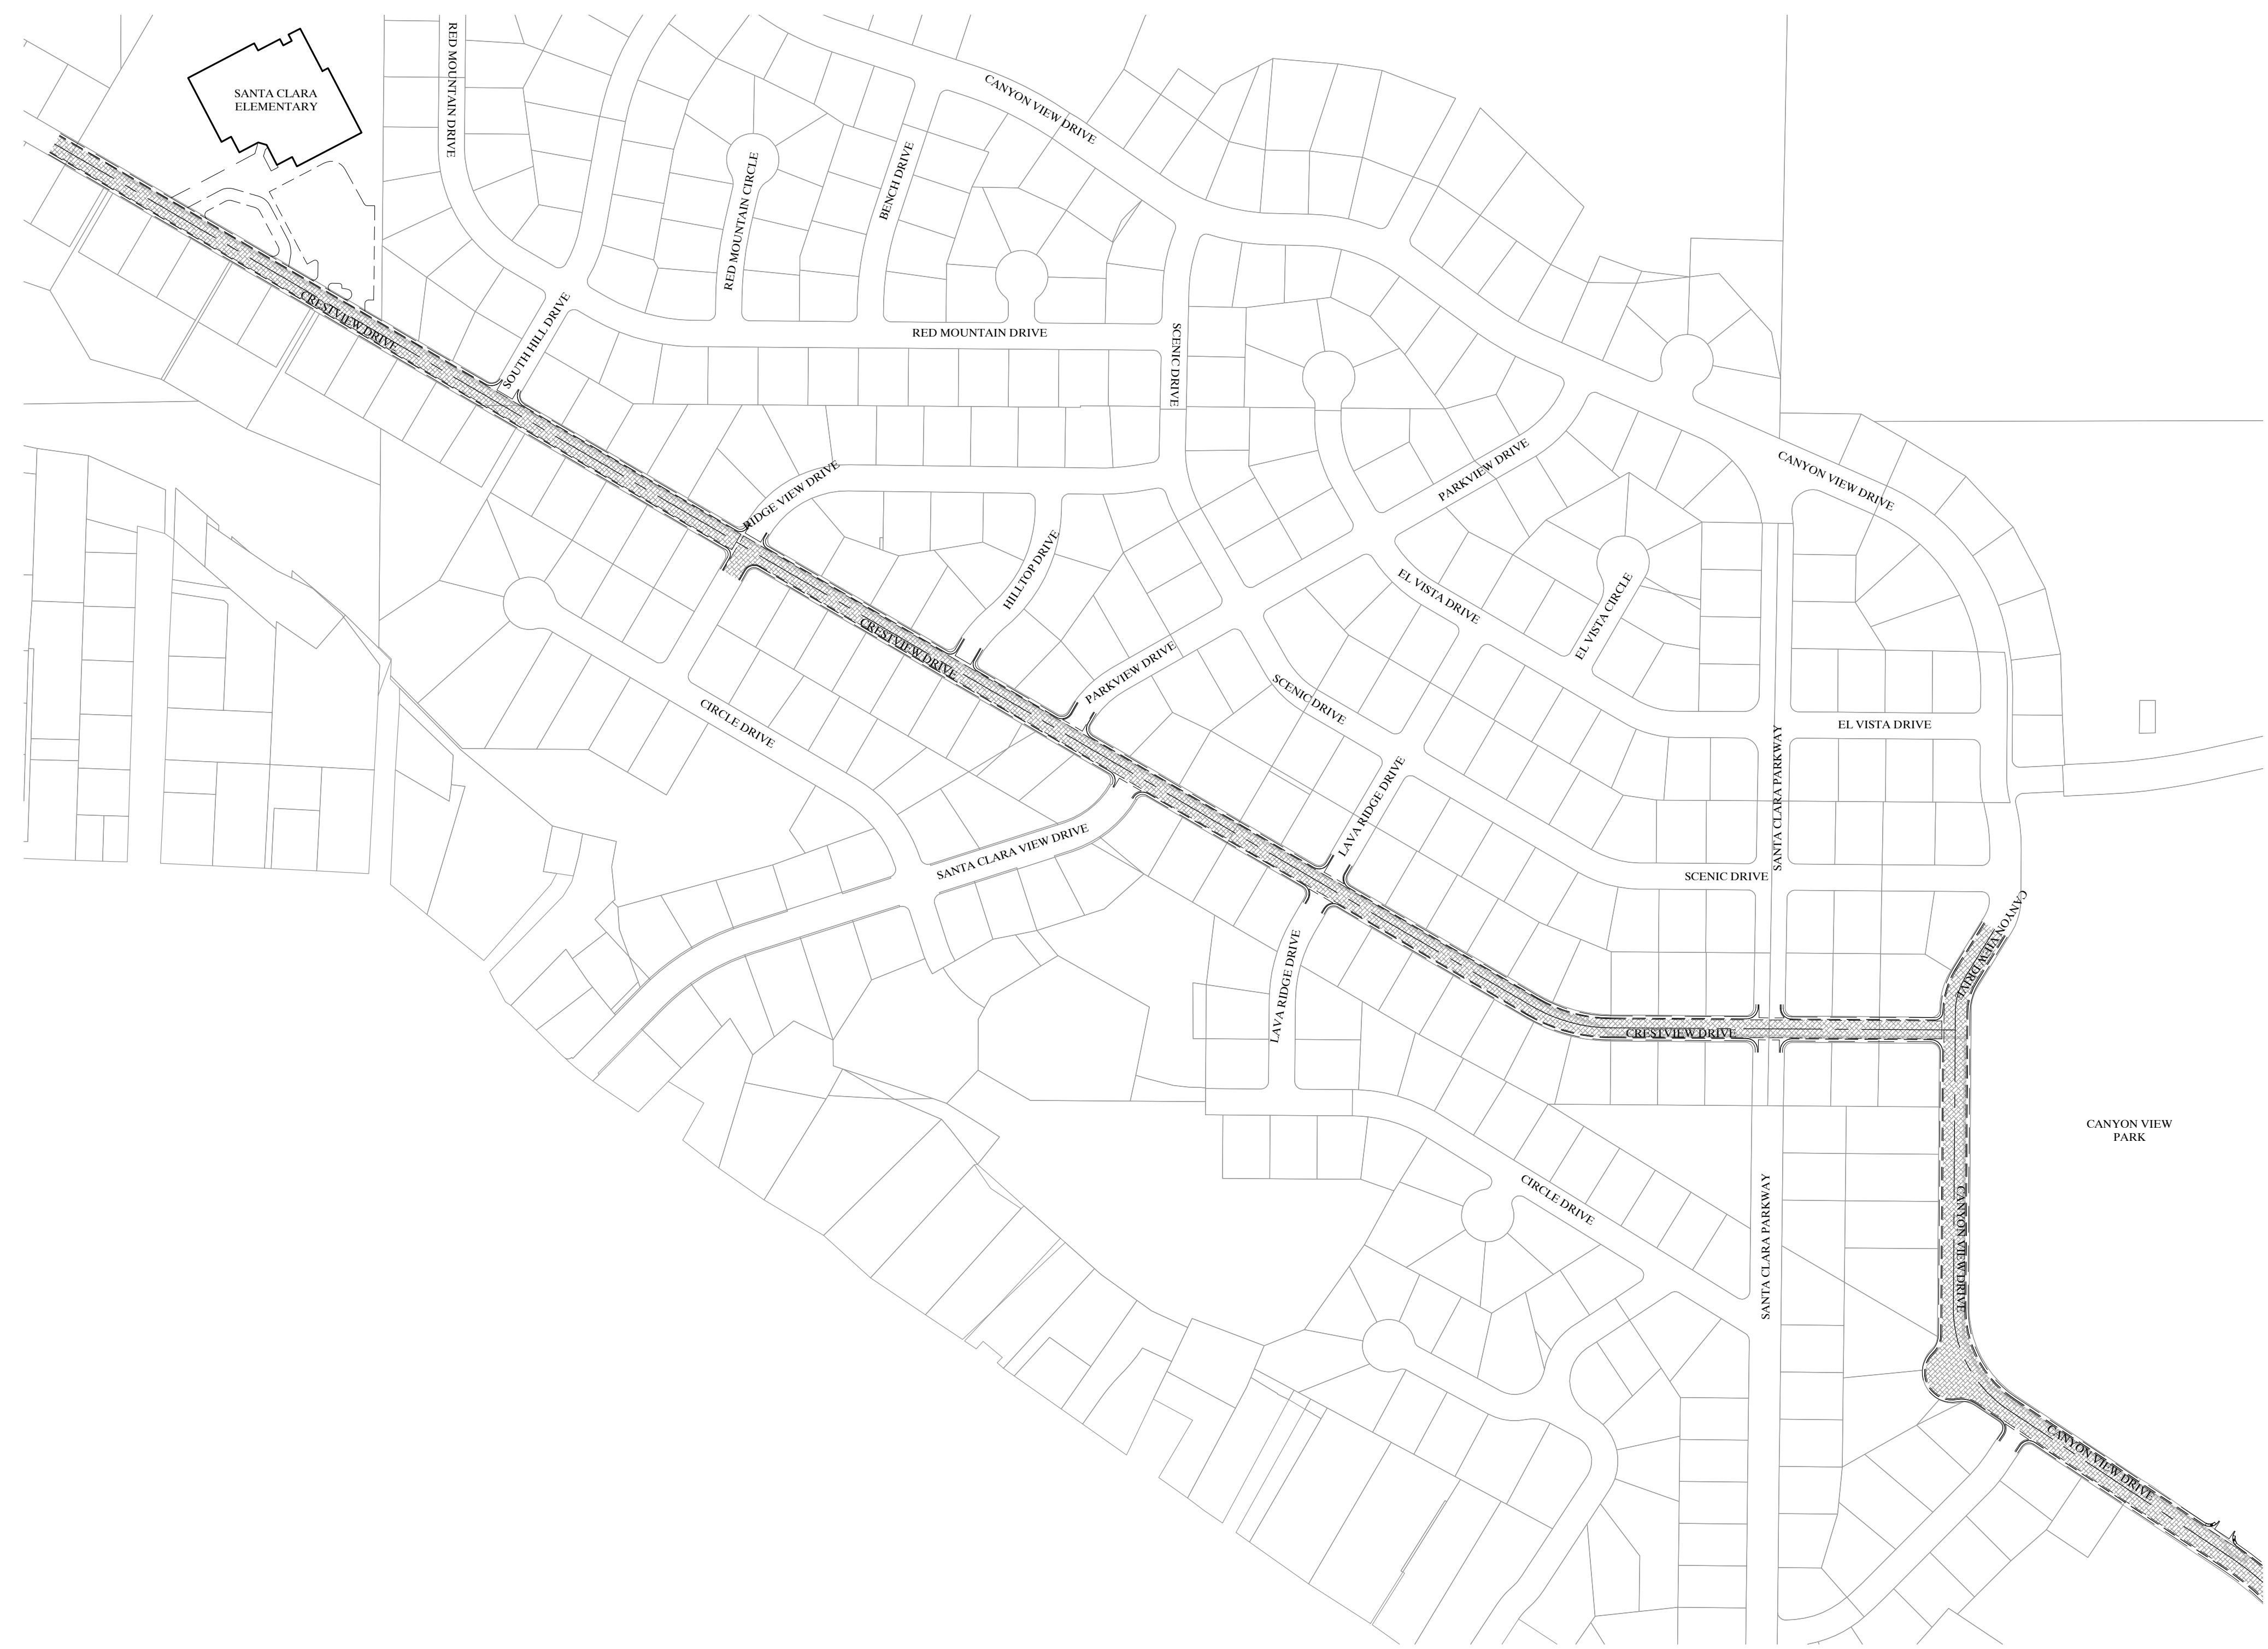 RED MOUNTAIN DRIVE
SANTA CLARA
ELEMENTARY
CANYON VIEW DRIVE
BENCH DRIVE
RED MOUNTAIN CIRCLE
CRESTVIEW DRIVE
SOUTH HILL DRIVE
RED MOUNTAIN DRIVE
SCENIC DRIVE
RIDGE VIEW DRIVE
PARKVIEW DRIVE
CANYON VIEW DRIVE
HILLTOP DRIVE
EL VISTA DRIVE
EL VISTA CIRCLE
CRESTVIEW DRIVE
PARKVIEW DRIVE
SCENIC DRIVE
CIRCLE DRIVE
EL VISTA DRIVE
SANTA CLARA PARKWAY
LAVA RIDGE DRIVE
SANTA CLARA VIEW DRIVE
SCENIC DRIVE
CANYON VIEW DRIVE
LAVA RIDGE DRIVE
CRESTVIEW DRIVE
CANYON VIEW
PARK
CIRCLE DRIVE
SANTA CLARA PARKWAY
CANYON VIEW DRIVE
CANYON VIEW DRIVE